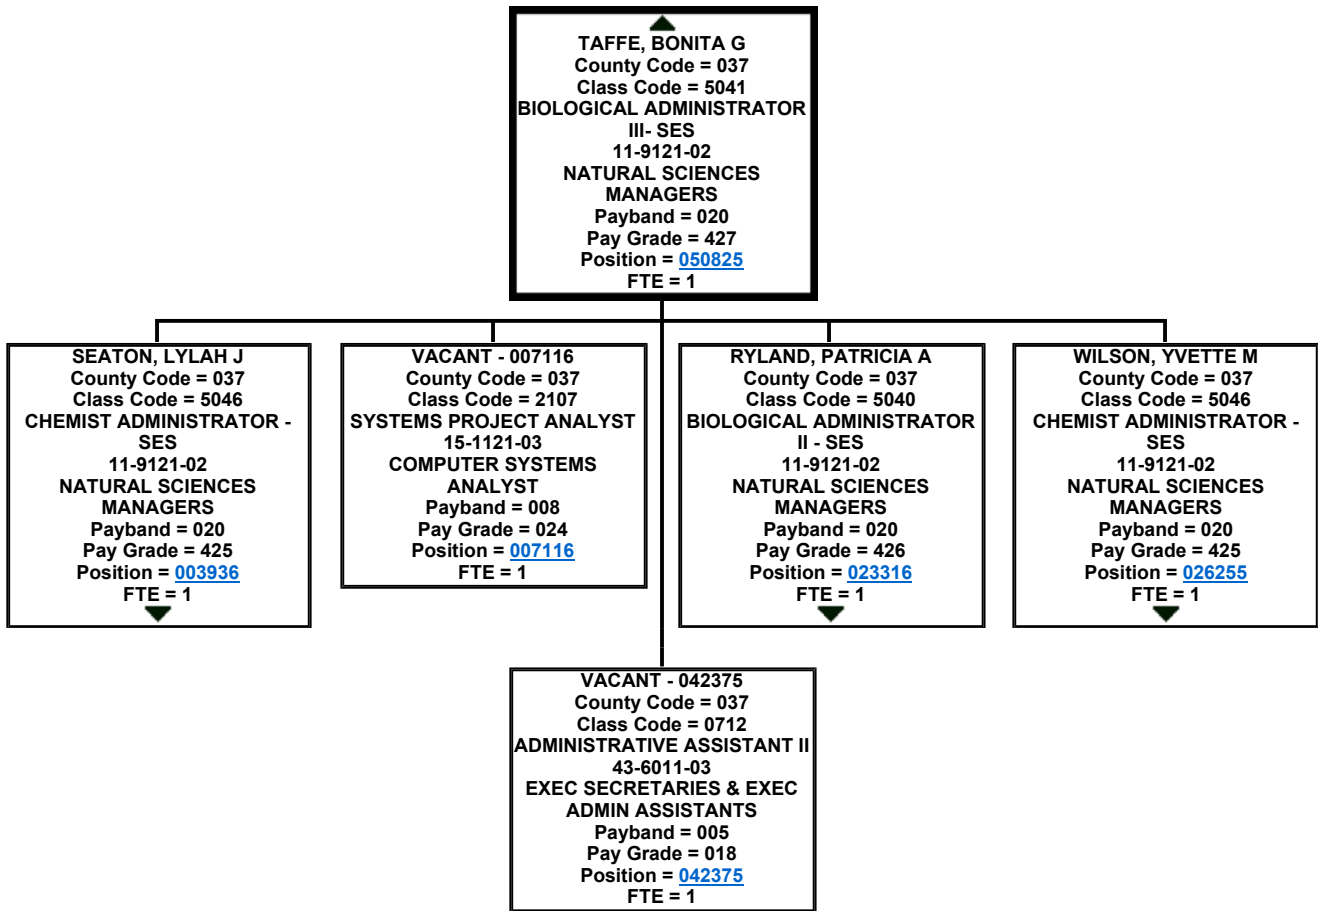 TAFFE, BONITA G
County Code = 037
Class Code = 5041
BIOLOGICAL ADMINISTRATOR
III- SES
11-9121-02
NATURAL SCIENCES
MANAGERS
Payband = 020
Pay Grade = 427
Position = 050825
FTE = 1
SEATON, LYLAH J
County Code = 037
Class Code = 5046
CHEMIST ADMINISTRATOR -
SES
11-9121-02
NATURAL SCIENCES
MANAGERS
Payband = 020
Pay Grade = 425
Position = 003936
FTE = 1
VACANT - 007116
County Code = 037
Class Code = 2107
SYSTEMS PROJECT ANALYST
15-1121-03
COMPUTER SYSTEMS
ANALYST
Payband = 008
Pay Grade = 024
Position = 007116
FTE = 1
RYLAND, PATRICIA A
County Code = 037
Class Code = 5040
BIOLOGICAL ADMINISTRATOR
II - SES
11-9121-02
NATURAL SCIENCES
MANAGERS
Payband = 020
Pay Grade = 426
Position = 023316
FTE = 1
WILSON, YVETTE M
County Code = 037
Class Code = 5046
CHEMIST ADMINISTRATOR -
SES
11-9121-02
NATURAL SCIENCES
MANAGERS
Payband = 020
Pay Grade = 425
Position = 026255
FTE = 1
VACANT - 042375
County Code = 037
Class Code = 0712
ADMINISTRATIVE ASSISTANT II
43-6011-03
EXEC SECRETARIES & EXEC
ADMIN ASSISTANTS
Payband = 005
Pay Grade = 018
Position = 042375
FTE = 1